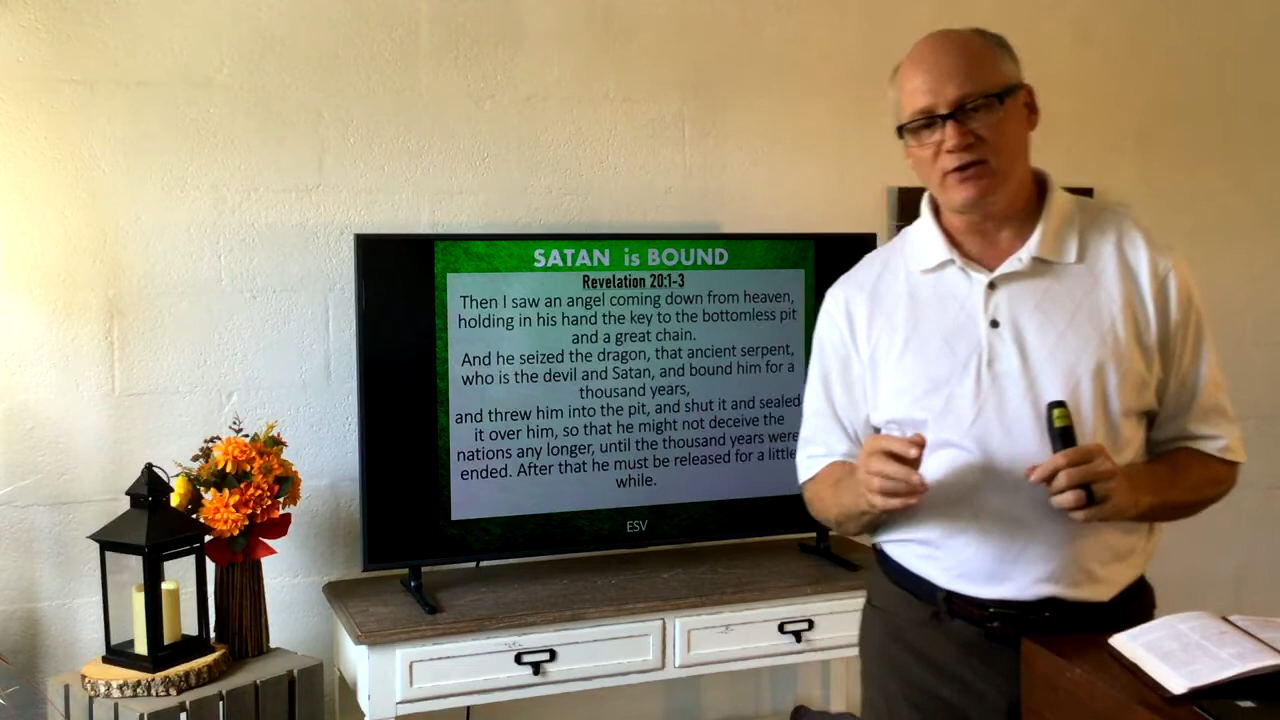 SATAN is BOUND
Revelation 20:1-3
Then I saw an angel coming down from heaven,
holding in his hand the key to the bottomless pit
and a great chain.
And he seized the dragon, that ancient serpent,
who is the devil and Satan, and bound him for a
thousand years,
and threw him into the pit, and shut it and sealed
it over him, so that he might not deceive the
nations any longer, until the thousand years were
ended. After that he must be released for a little
while.
ESV